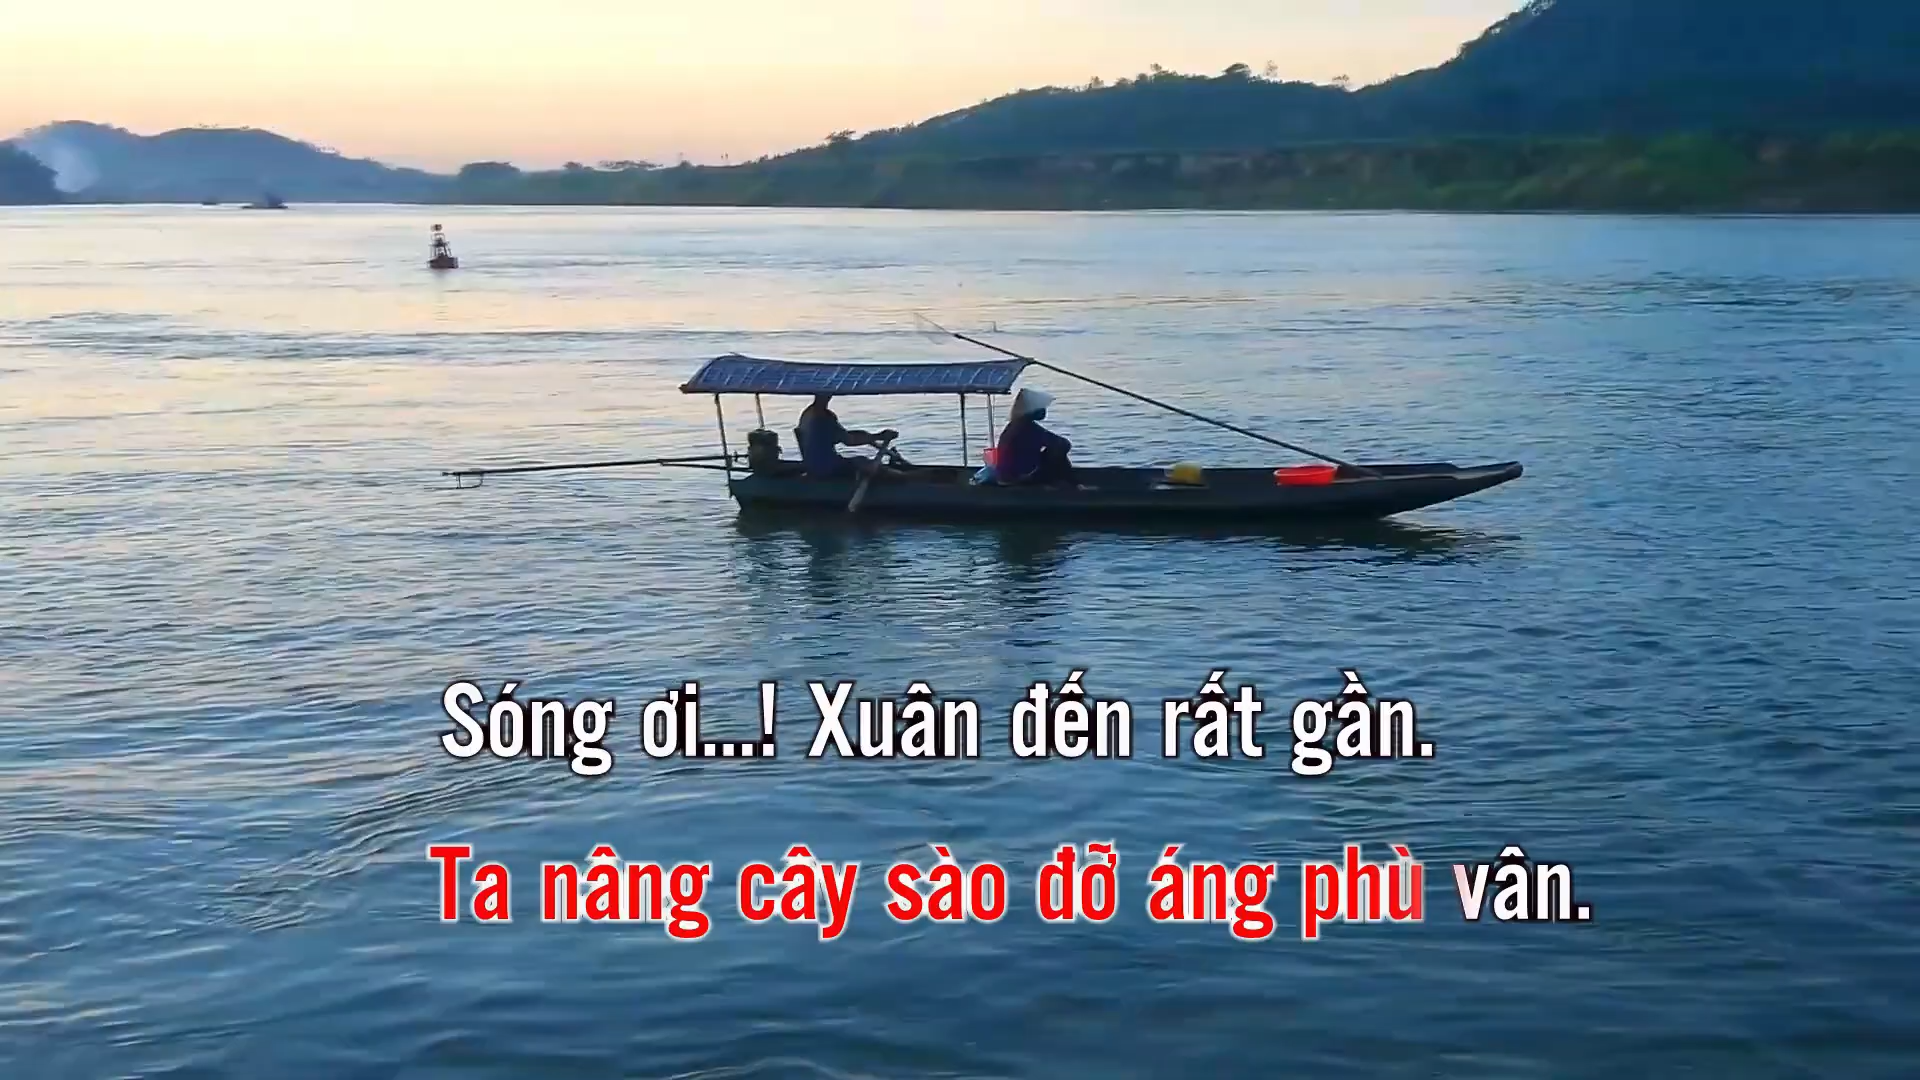 Sóng ơi...! Xuân đến rất gần.
Ta nâng cây sào đỡ áng phù vân.